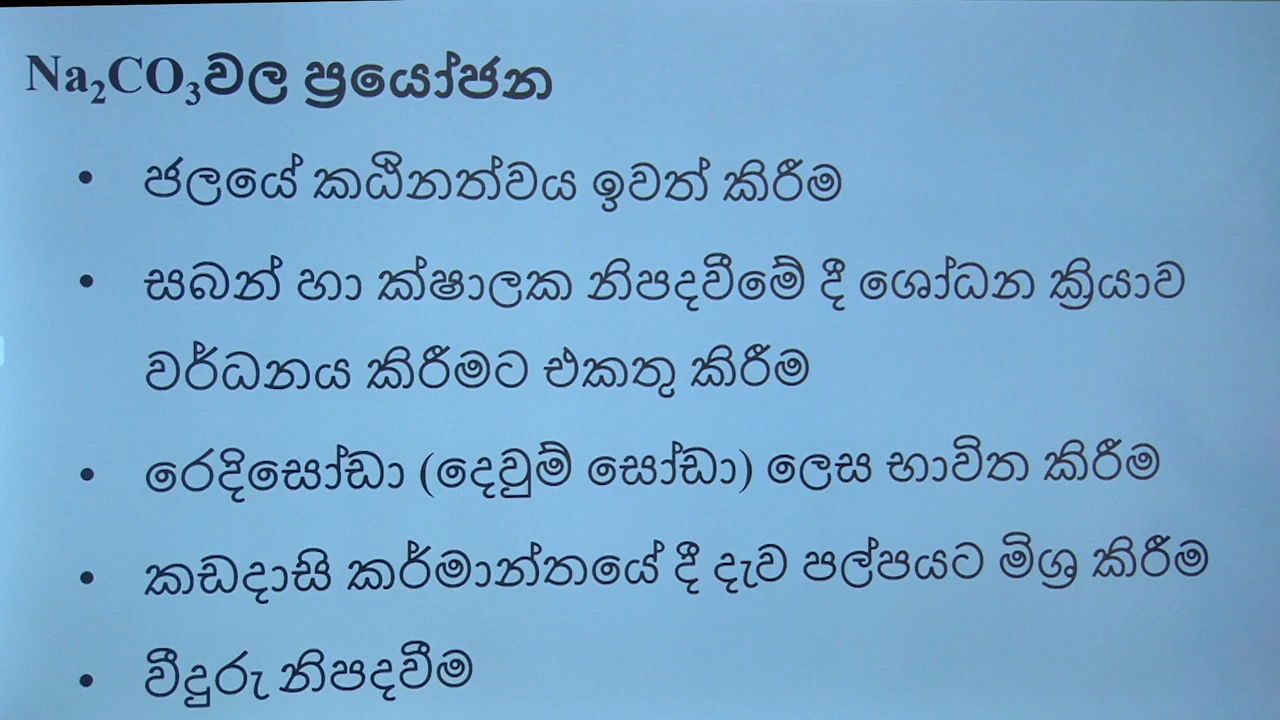 Na₂CO₃වල ප්‍රයෝජන
• ජලයේ කඨිනත්වය ඉවත් කිරීම
• සබන් හා ක්ෂාලක නිපදවීමේ දී ශෝධන ක්‍රියාව
වර්ධනය කිරීමට එකතු කිරීම
• රෙදිසෝඩා (දෙවුම් සෝඩා) ලෙස භාවිත කිරීම
• කඩදාසි කර්මාන්තයේ දී දැව පල්පයට මිශ්‍ර කිරීම
• වීදුරු නිපදවීම